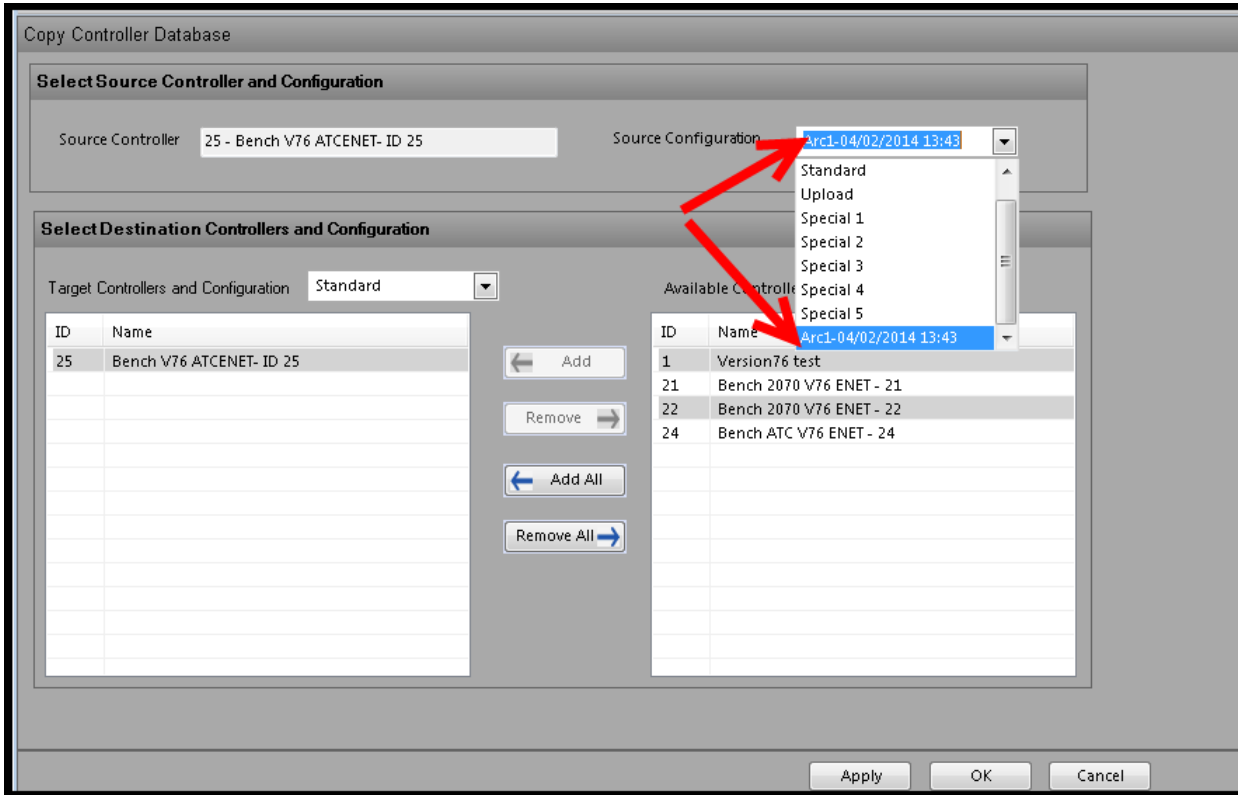 Copy Controller Database
Select Source Controller and Configuration
Source Controller 25 - Bench V76 ATCENET- ID 25 Source Configuration Arc1-04/02/2014 13:43
Standard
Upload
Special 1
Special 2
Special 3
Special 4
Special 5
Arc1-04/02/2014 13:43
Select Destination Controllers and Configuration
Target Controllers and Configuration Standard
Available
ID Name
25 Bench V76 ATCENET- ID 25
Add
Remove
Add All
Remove All
ID Name
1 Version76 test
21 Bench 2070 V76 ENET - 21
22 Bench 2070 V76 ENET - 22
24 Bench ATC V76 ENET - 24
Apply OK Cancel